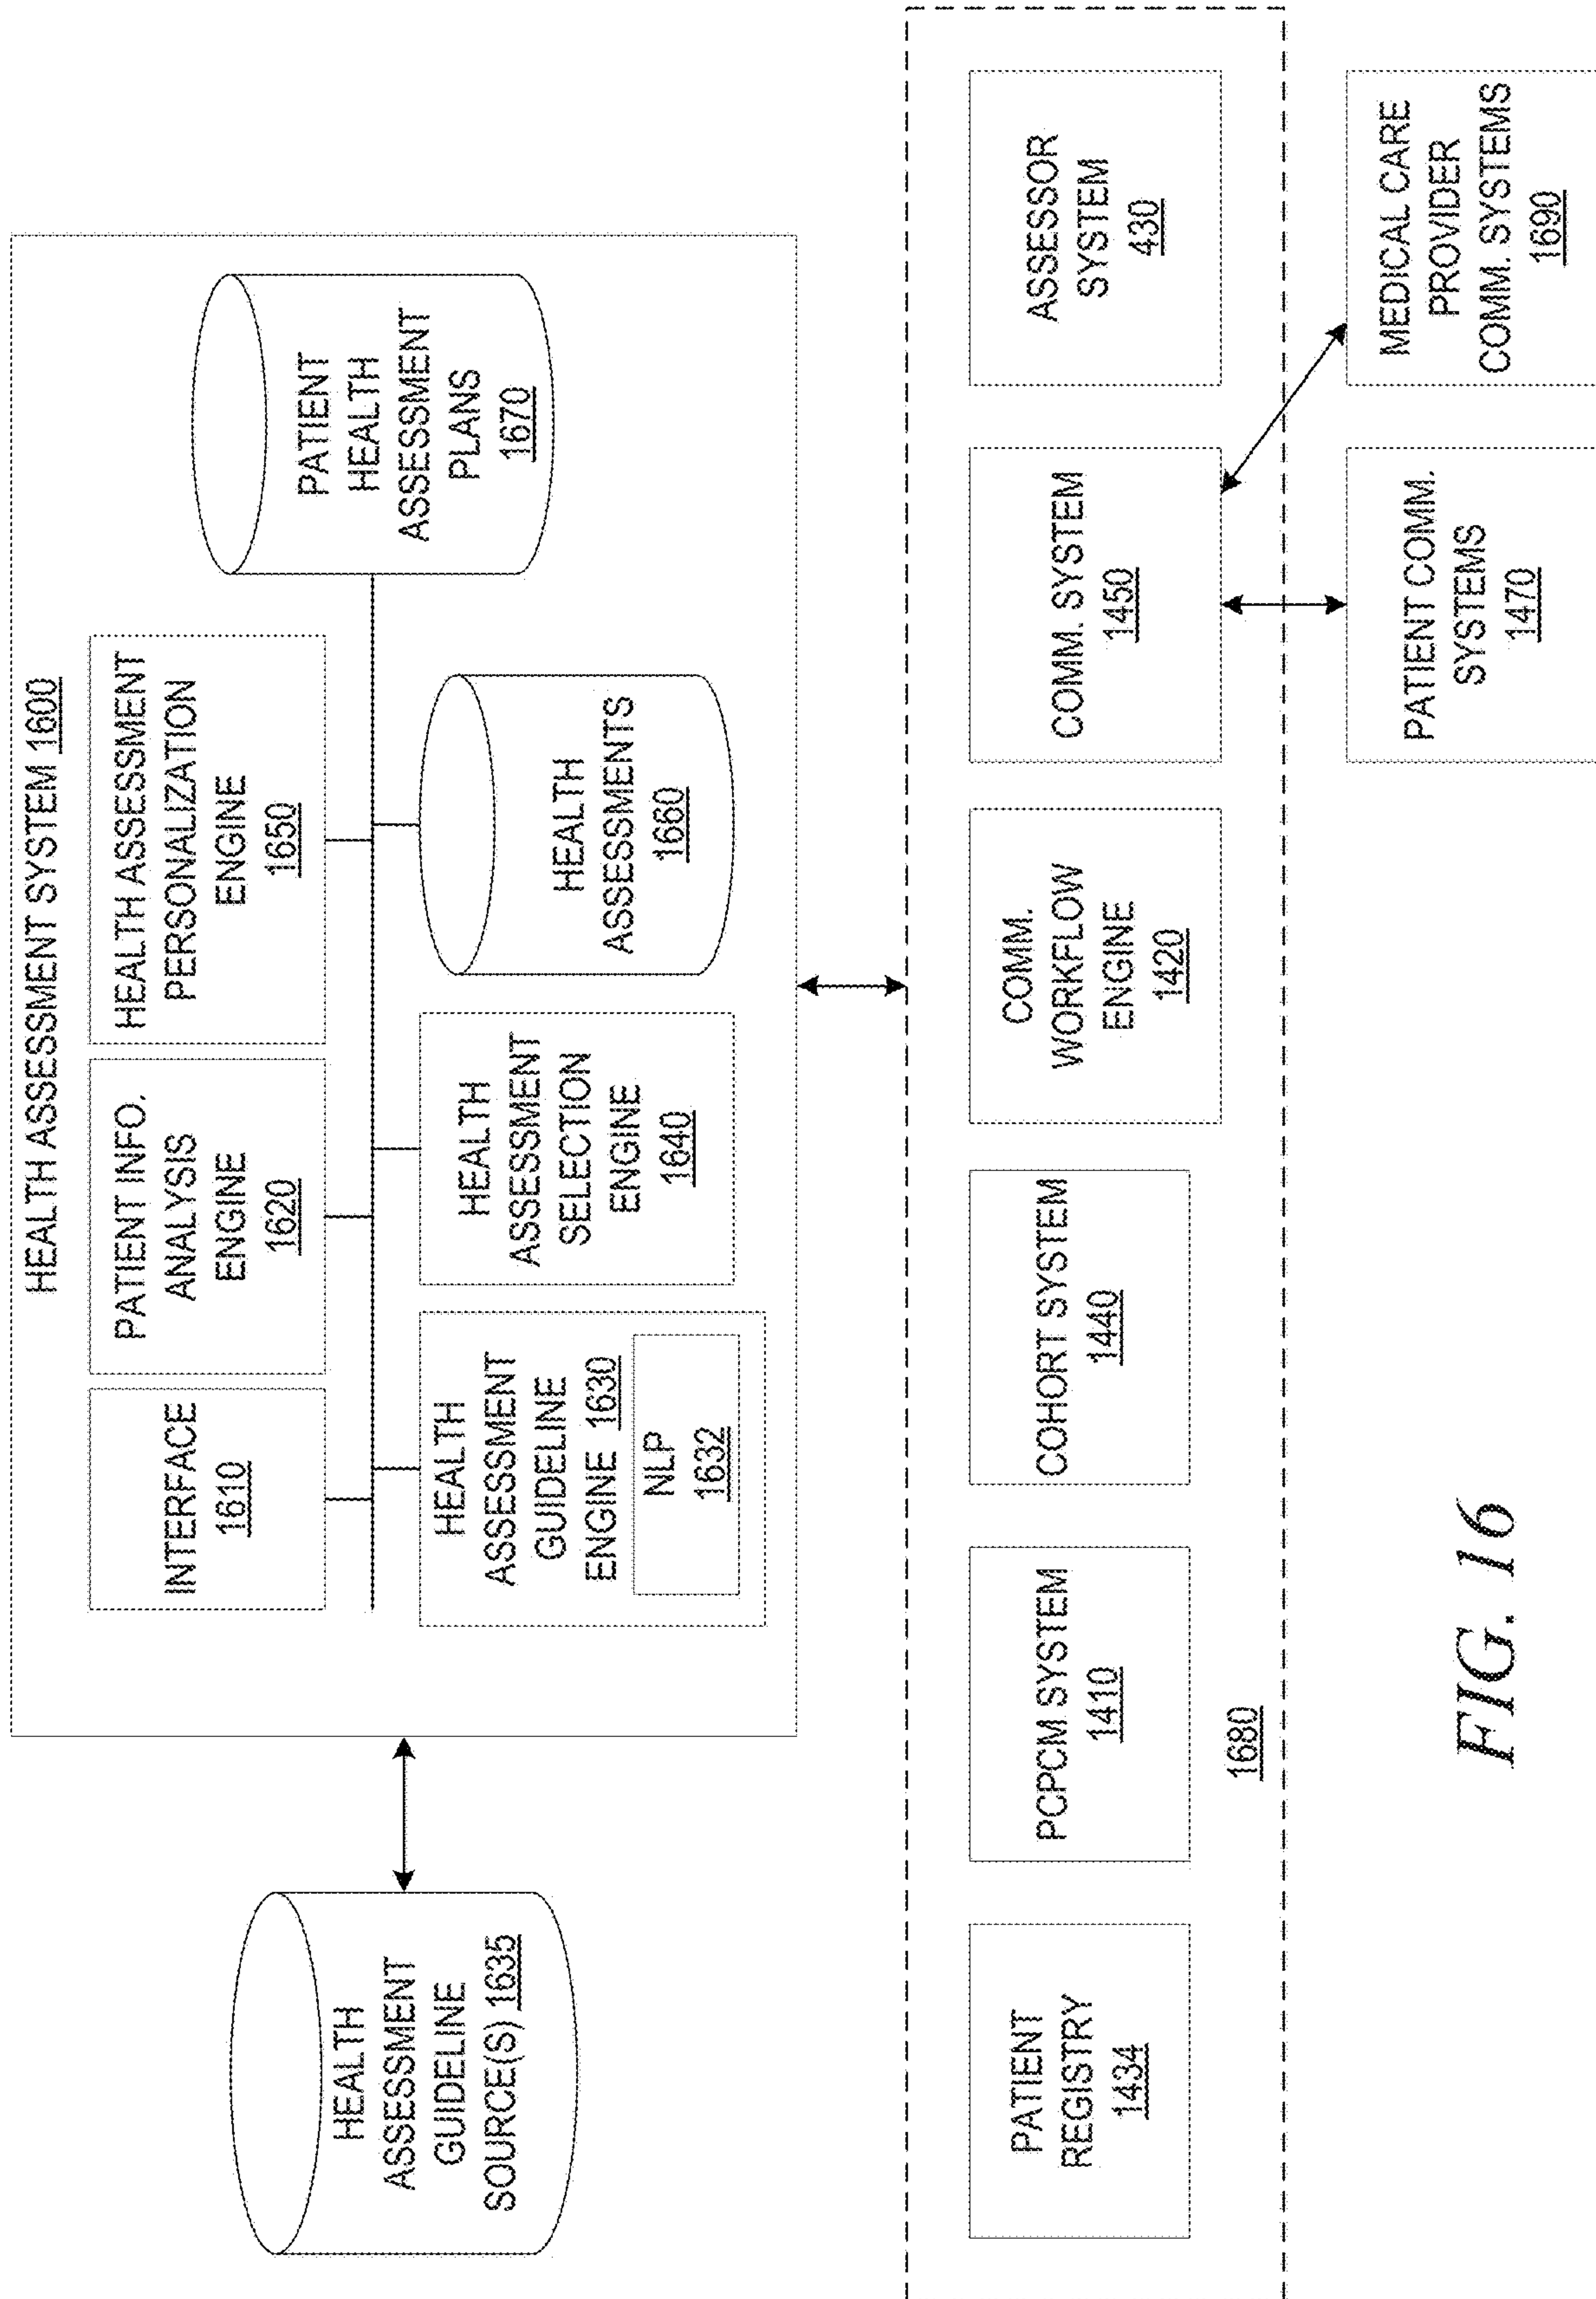 HEALTH ASSESSMENT SYSTEM 1600
INTERFACE
1610
PATIENT INFO.
ANALYSIS
ENGINE
1620
HEALTH ASSESSMENT
PERSONALIZATION
ENGINE
1650
PATIENT
HEALTH
ASSESSMENT
PLANS
1670
HEALTH
ASSESSMENT
GUIDELINE
SOURCE(S) 1635
HEALTH
ASSESSMENT
GUIDELINE
ENGINE 1630
NLP
1632
HEALTH
ASSESSMENT
SELECTION
ENGINE
1640
HEALTH
ASSESSMENTS
1660
PATIENT
REGISTRY
1434
PCPCM SYSTEM
1410
COHORT SYSTEM
1440
COMM.
WORKFLOW
ENGINE
1420
COMM. SYSTEM
1450
ASSESSOR
SYSTEM
430
1680
PATIENT COMM.
SYSTEMS
1470
MEDICAL CARE
PROVIDER
COMM. SYSTEMS
1690
FIG. 16